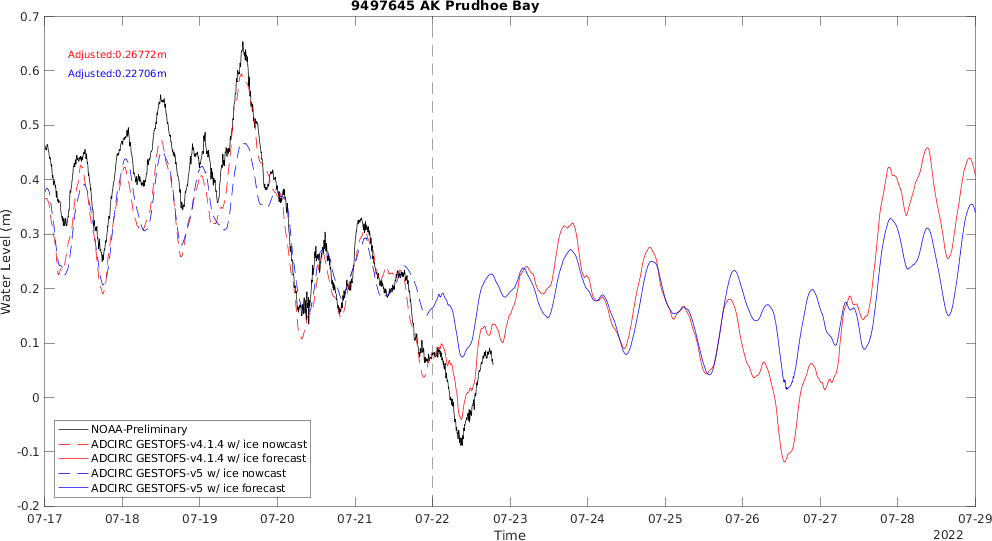 9497645 AK Prudhoe Bay
0.7
0.6
0.5
0.4
0.3
0.2
0.1
0
-0.1
-0.2
Water Level (m)
Adjusted:0.26772m
Adjusted:0.22706m
NOAA-Preliminary
ADCIRC GESTOFS-v4.1.4 w/ ice nowcast
ADCIRC GESTOFS-v4.1.4 w/ ice forecast
ADCIRC GESTOFS-v5 w/ ice nowcast
ADCIRC GESTOFS-v5 w/ ice forecast
07-17 07-18 07-19 07-20 07-21 07-22 07-23 07-24 07-25 07-26 07-27 07-28 07-29
Time
2022